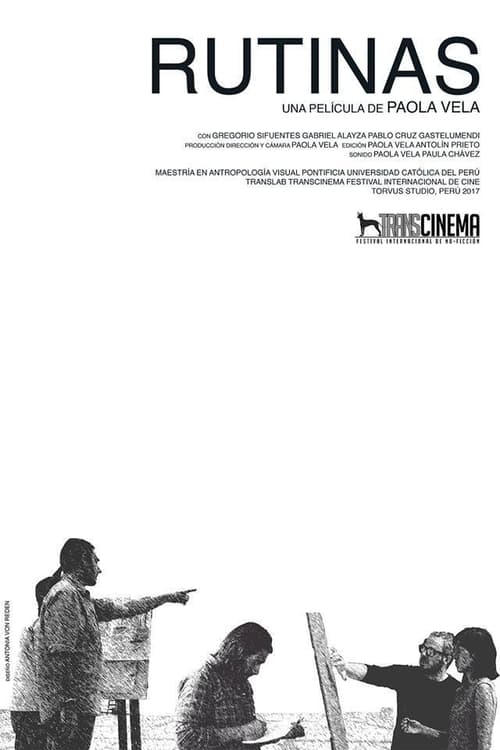 RUTINAS
UNA PELÍCULA DE PAOLA VELA
CON GREGORIO SIFUENTES GABRIEL ALAYZA PABLO CRUZ GASTELUMENDI
PRODUCCIÓN DIRECCIÓN Y CÁMARA PAOLA VELA EDICIÓN PAOLA VELA ANTOLÍN PRIETO
SONIDO PAOLA VELA PAULA CHÁVEZ
MAESTRÍA EN ANTROPOLOGÍA VISUAL PONTIFICIA UNIVERSIDAD CATÓLICA DEL PERÚ
TRANSLAB TRANSCINEMA FESTIVAL INTERNACIONAL DE CINE
TORVUS STUDIO, PERÚ 2017
TRANSCINEMA
FESTIVAL INTERNACIONAL DE NO-FICCIÓN
DISEÑO ANTONIA VON REDEN